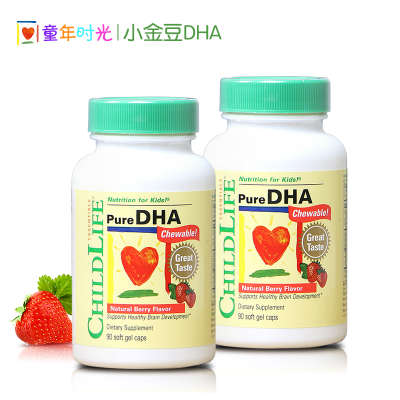 童年时光 小金豆DHA
CHILDLIFE
ESSENTIALS
Nutrition for Kids!®
Pure DHA
Chewable!
Great Taste
Natural Berry Flavor
Supports Healthy Brain Development*
Dietary Supplement
90 soft gel caps
CHILDLIFE
ESSENTIALS
Nutrition for Kids!®
Pure DHA
Chewable!
Great Taste
Natural Berry Flavor
Supports Healthy Brain Development*
Dietary Supplement
90 soft gel caps